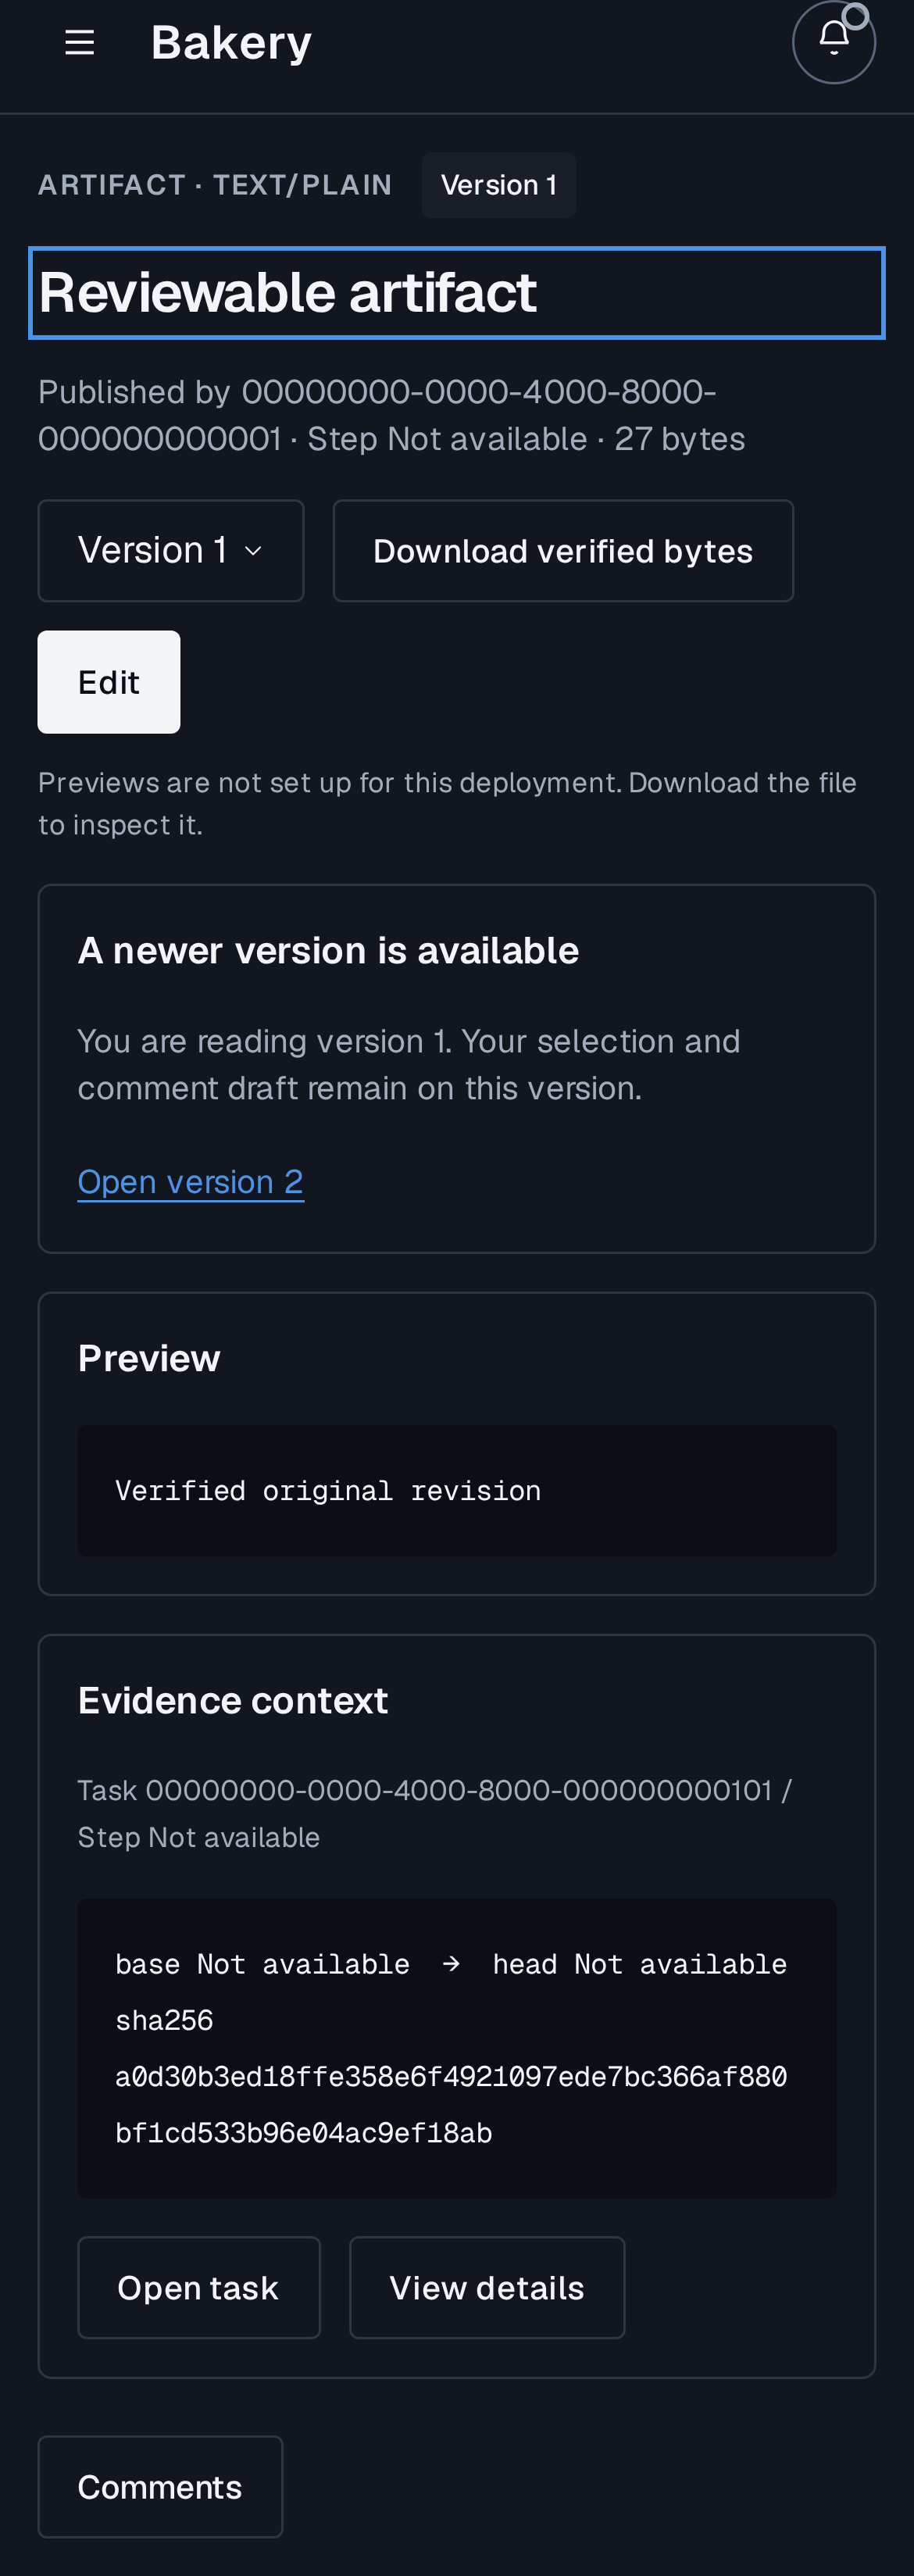 Bakery
ARTIFACT · TEXT/PLAIN Version 1
Reviewable artifact
Published by 00000000-0000-4000-8000-
000000000001 · Step Not available · 27 bytes
Version 1 Download verified bytes
Edit
Previews are not set up for this deployment. Download the file
to inspect it.
A newer version is available
You are reading version 1. Your selection and
comment draft remain on this version.
Open version 2
Preview
Verified original revision
Evidence context
Task 00000000-0000-4000-8000-000000000101 /
Step Not available
base Not available → head Not available
sha256
a0d30b3ed18ffe358e6f4921097ede7bc366af880
bf1cd533b96e04ac9ef18ab
Open task View details
Comments